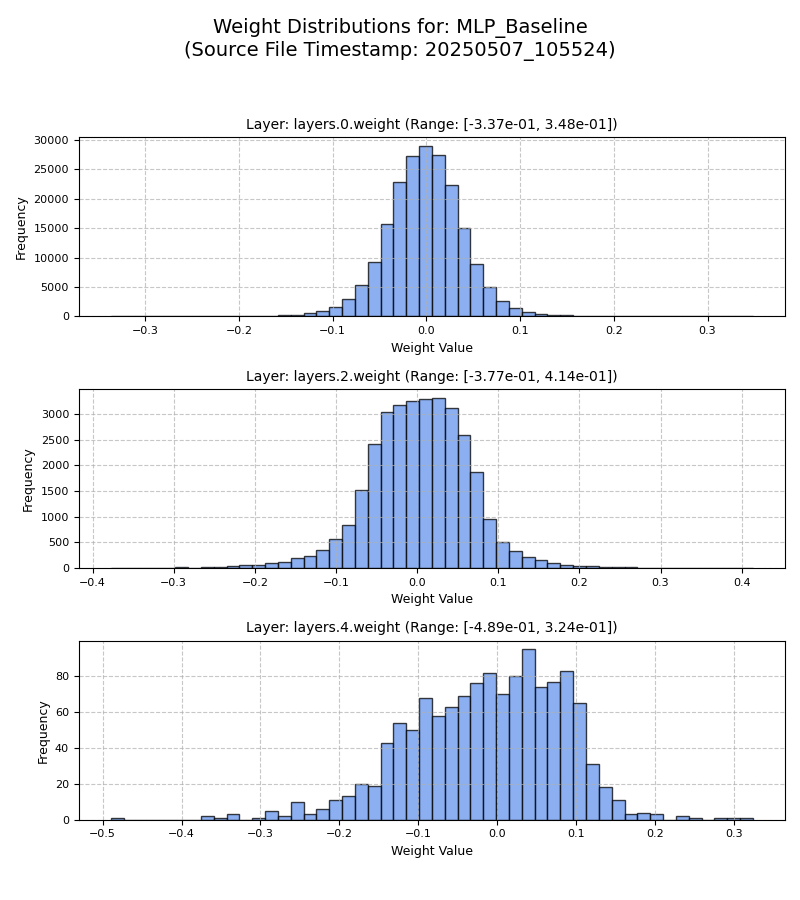 Weight Distributions for: MLP_Baseline
(Source File Timestamp: 20250507_105524)
Layer: layers.0.weight (Range: [-3.37e-01, 3.48e-01])
Frequency
30000
25000
20000
15000
10000
5000
0
−0.3 −0.2 −0.1 0.0 0.1 0.2 0.3
Weight Value
Layer: layers.2.weight (Range: [-3.77e-01, 4.14e-01])
Frequency
3000
2500
2000
1500
1000
500
0
−0.4 −0.3 −0.2 −0.1 0.0 0.1 0.2 0.3 0.4
Weight Value
Layer: layers.4.weight (Range: [-4.89e-01, 3.24e-01])
Frequency
80
60
40
20
0
−0.5 −0.4 −0.3 −0.2 −0.1 0.0 0.1 0.2 0.3
Weight Value